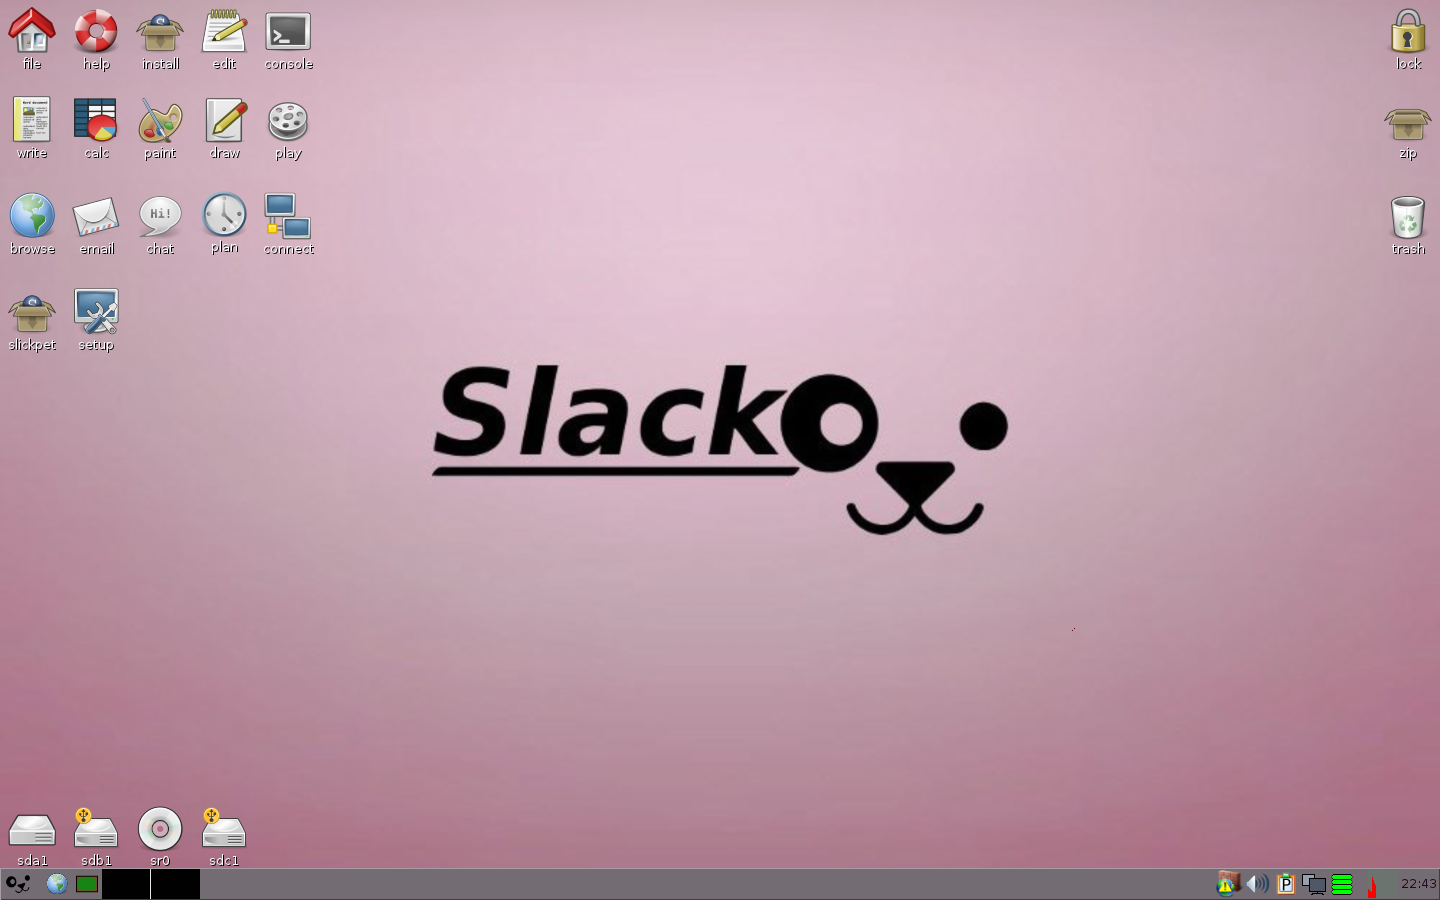 file help install edit console lock
write calc paint draw play zip
Hi!
browse email chat plan connect trash
slickpet setup
Slacko
sda1 sdb1 sr0 sdc1
P 22:43